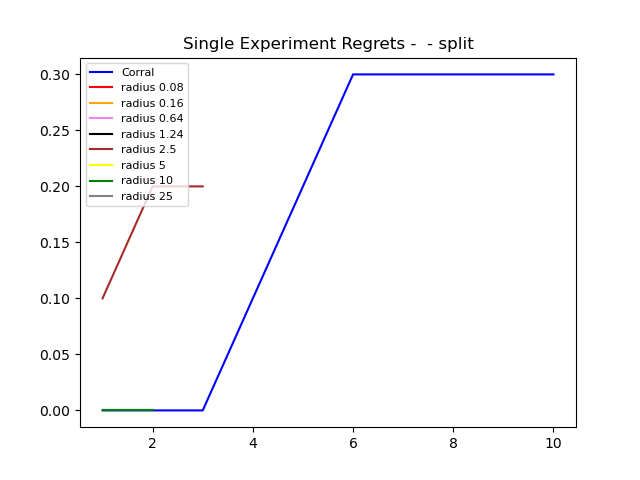 Single Experiment Regrets -  - split
0.30
0.25
0.20
0.15
0.10
0.05
0.00
Corral
radius 0.08
radius 0.16
radius 0.64
radius 1.24
radius 2.5
radius 5
radius 10
radius 25
2
4
6
8
10